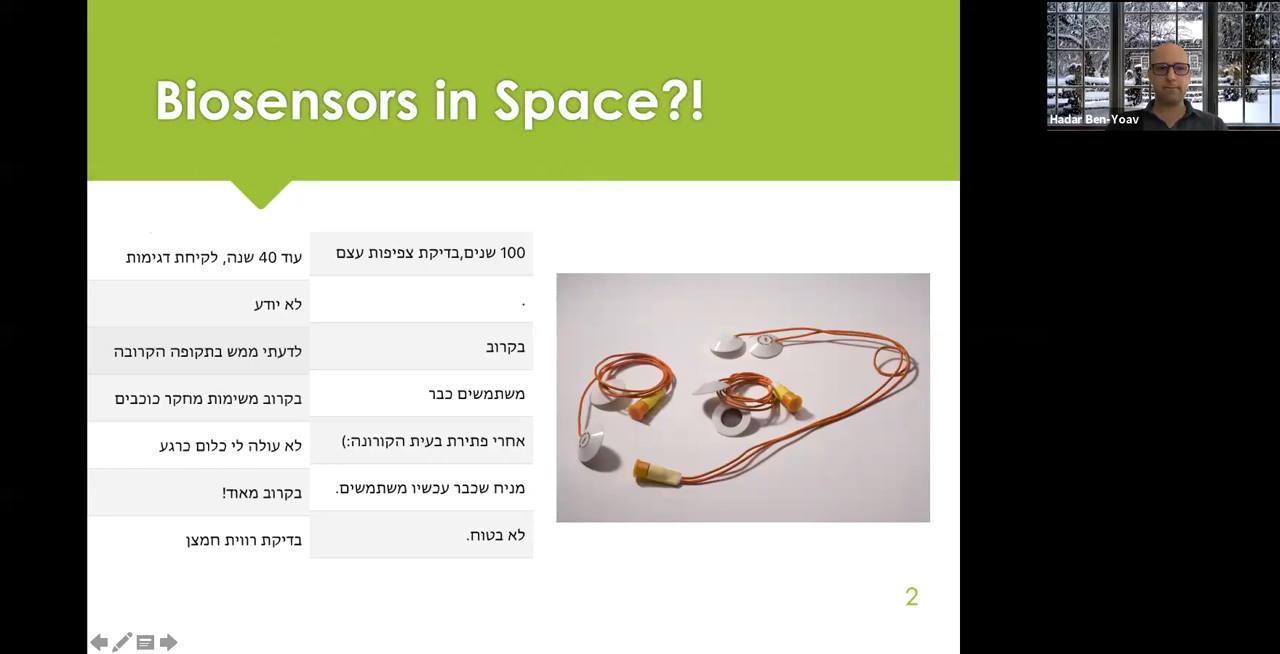 Biosensors in Space?!
Hadar Ben-Yoav
100 שנים,בדיקת צפיפות עצם
.
בקרוב
משתמשים כבר
אחרי פתירת בעית הקורונה:)
מניח שכבר עכשיו משתמשים.
לא בטוח.
עוד 40 שנה, לקיחת דגימות
לא יודע
לדעתי ממש בתקופה הקרובה
בקרוב משימות מחקר כוכבים
לא עולה לי כלום כרגע
בקרוב מאוד!
בדיקת רווית חמצן
2